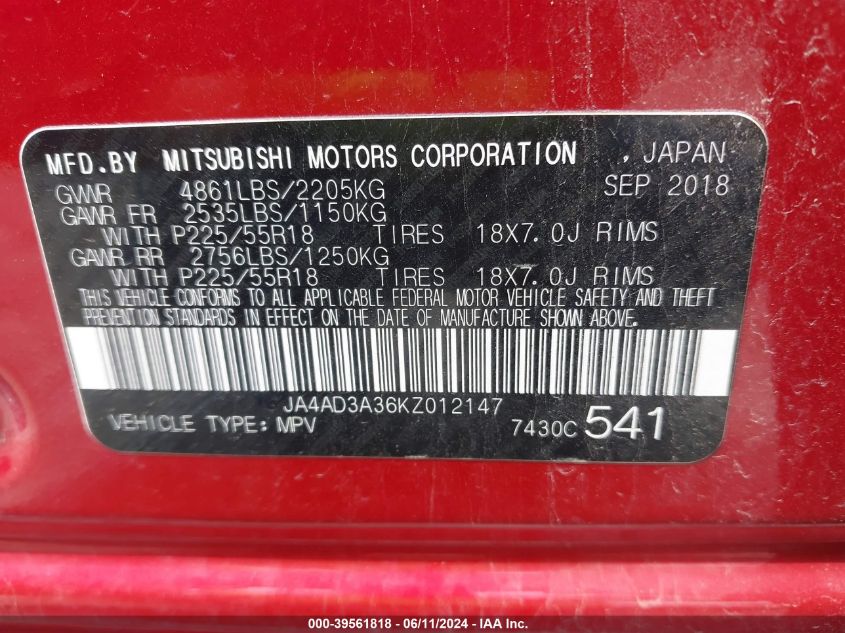 MFD.BY MITSUBISHI MOTORS CORPORATION , JAPAN
GVWR 4861LBS/2205KG SEP 2018
GAWR FR 2535LBS/1150KG
WITH P225/55R18 TIRES 18X7.0J RIMS
GAWR RR 2756LBS/1250KG
WITH P225/55R18 TIRES 18X7.0J RIMS
THIS VEHICLE CONFORMS TO ALL APPLICABLE FEDERAL MOTOR VEHICLE SAFETY AND THEFT
PREVENTION STANDARDS IN EFFECT ON THE DATE OF MANUFACTURE SHOWN ABOVE.
JA4AD3A36KZ012147
VEHICLE TYPE: MPV 7430C 541
000-39561818 - 06/11/2024 - IAA Inc.